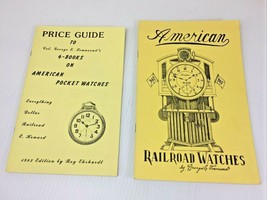 PRICE GUIDE
TO
Col. George E. Townsend's
4-BOOKS
ON
AMERICAN
POCKET WATCHES
Everything
Dollar
Railroad
E. Howard
1983 Edition by Roy Ehrhardt
American
RAILROAD WATCHES
by George E. Townsend